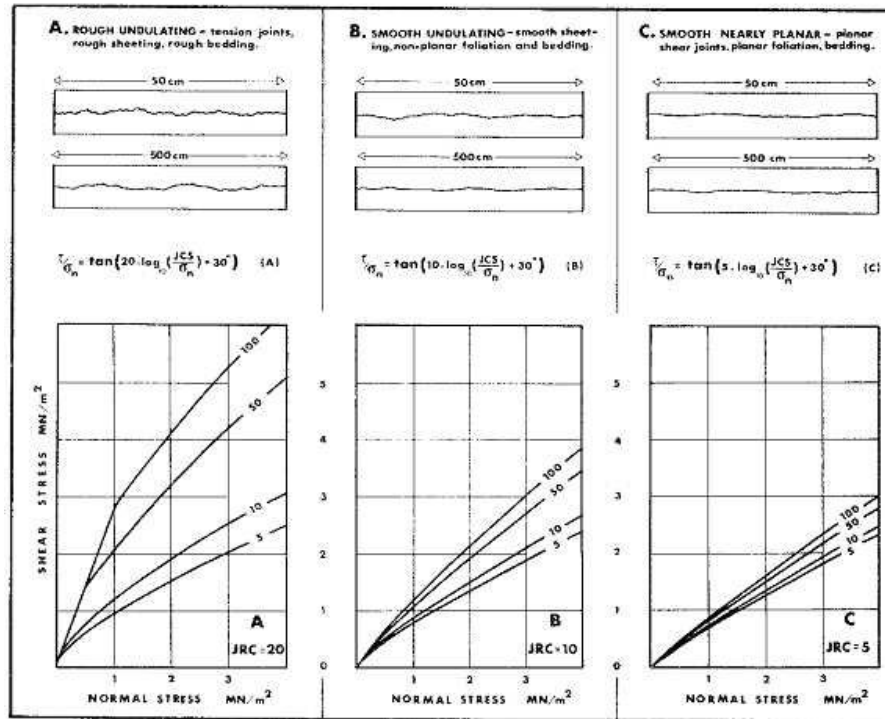 A. ROUGH UNDULATING - tension joints,
rough sheeting, rough bedding.
50 cm
500 cm
τ/σn = tan(20·log10(JCS/σn)+30°) (A)
B. SMOOTH UNDULATING - smooth sheet-
ing, non-planar foliation and bedding.
50 cm
500 cm
τ/σn = tan(10·log10(JCS/σn)+30°) (B)
C. SMOOTH NEARLY PLANAR - planar
shear joints, planar foliation, bedding.
50 cm
500 cm
τ/σn = tan(5·log10(JCS/σn)+30°) (C)
SHEAR STRESS MN/m²
100
50
10
5
A
JRC = 20
1 2 3
NORMAL STRESS MN/m²
5
4
3
2
1
0
100
50
10
5
B
JRC = 10
1 2 3
NORMAL STRESS MN/m²
5
4
3
2
1
0
100
50
10
5
C
JRC = 5
1 2 3
NORMAL STRESS MN/m²